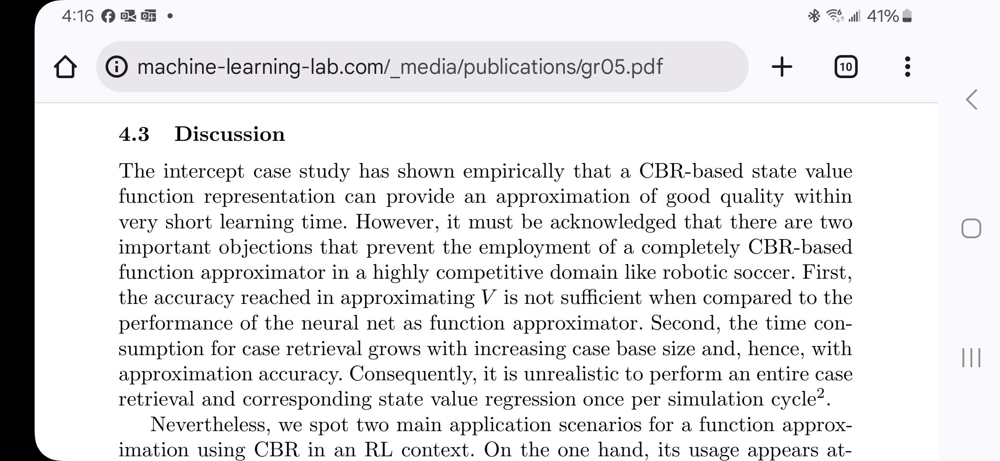 4:16
6
41%
machine-learning-lab.com/_media/publications/gr05.pdf
10
4.3 Discussion
The intercept case study has shown empirically that a CBR-based state value
function representation can provide an approximation of good quality within
very short learning time. However, it must be acknowledged that there are two
important objections that prevent the employment of a completely CBR-based
function approximator in a highly competitive domain like robotic soccer. First,
the accuracy reached in approximating V is not sufficient when compared to the
performance of the neural net as function approximator. Second, the time con-
sumption for case retrieval grows with increasing case base size and, hence, with
approximation accuracy. Consequently, it is unrealistic to perform an entire case
retrieval and corresponding state value regression once per simulation cycle².
Nevertheless, we spot two main application scenarios for a function approx-
imation using CBR in an RL context. On the one hand, its usage appears at-